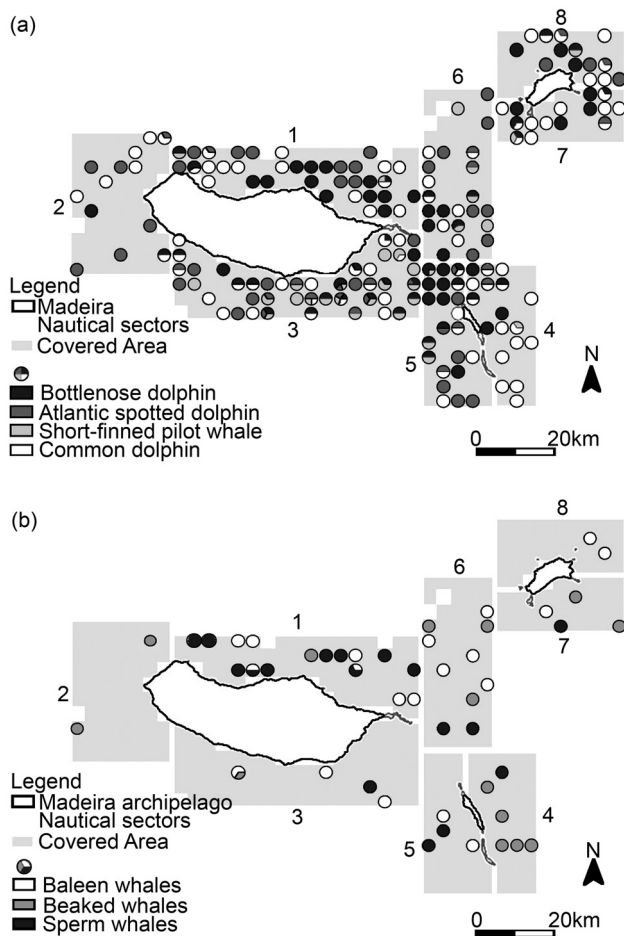 (a)
8
6
1
2
7
Legend
Madeira
Nautical sectors
Covered Area
3
4
5
N
Bottlenose dolphin
Atlantic spotted dolphin
Short-finned pilot whale
Common dolphin
0 20km
(b)
8
6
1
7
2
Legend
Madeira archipelago
Nautical sectors
Covered Area
3
4
5
N
Baleen whales
Beaked whales
Sperm whales
0 20km